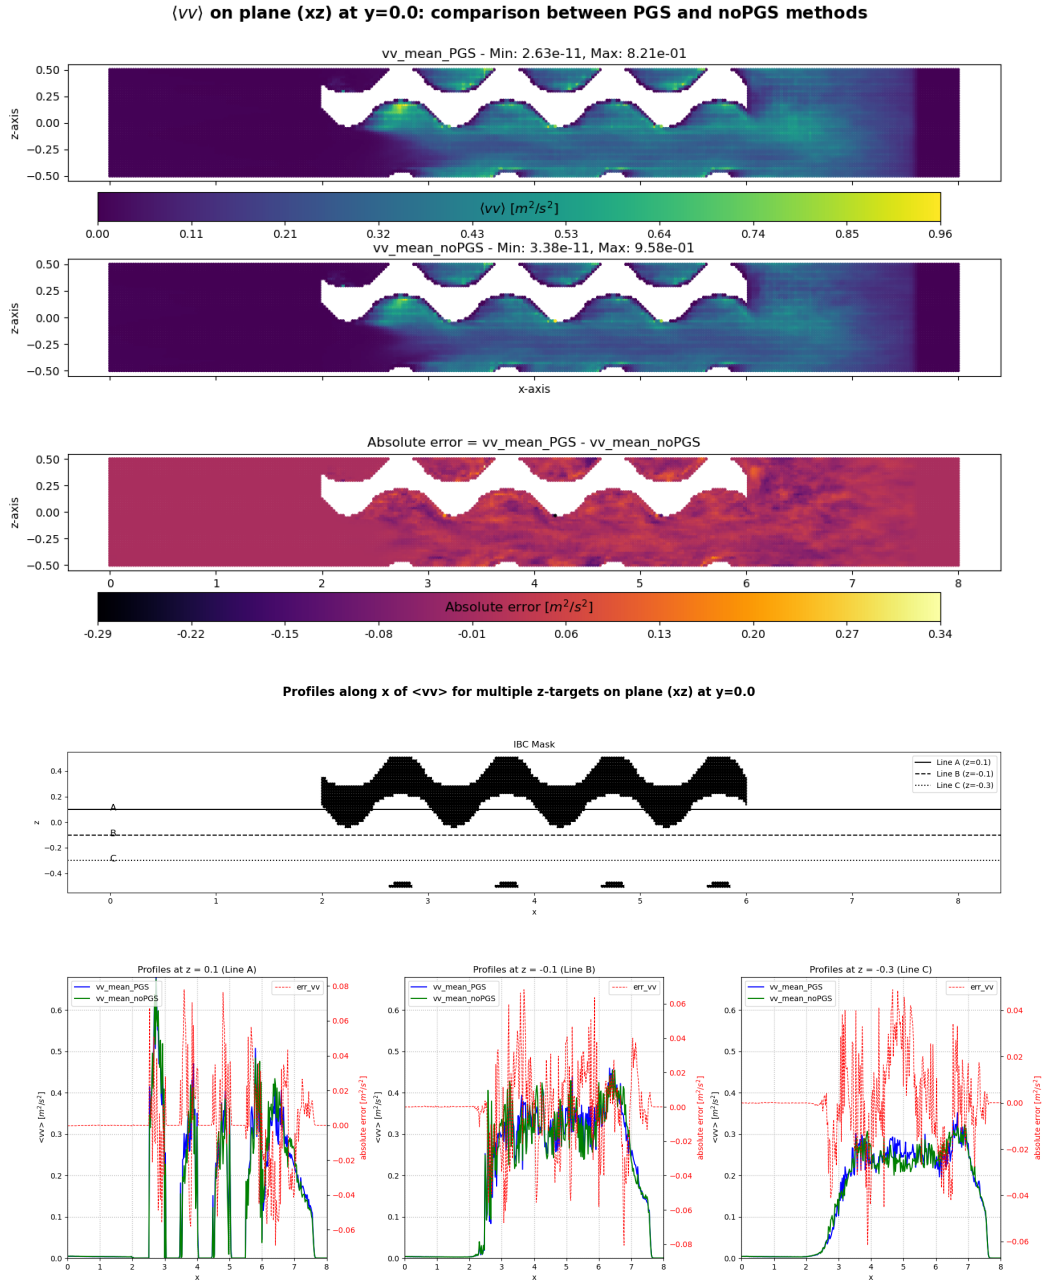 ⟨vv⟩ on plane (xz) at y=0.0: comparison between PGS and noPGS methods
vv_mean_PGS - Min: 2.63e-11, Max: 8.21e-01
0.50
0.25
0.00
−0.25
−0.50
z-axis
⟨vv⟩ [m²/s²]
0.00 0.11 0.21 0.32 0.43 0.53 0.64 0.74 0.85 0.96
vv_mean_noPGS - Min: 3.38e-11, Max: 9.58e-01
0.50
0.25
0.00
−0.25
−0.50
z-axis
x-axis
Absolute error = vv_mean_PGS - vv_mean_noPGS
0.50
0.25
0.00
−0.25
−0.50
z-axis
0 1 2 3 4 5 6 7 8
Absolute error [m²/s²]
-0.29 -0.22 -0.15 -0.08 -0.01 0.06 0.13 0.20 0.27 0.34
Profiles along x of <vv> for multiple z-targets on plane (xz) at y=0.0
IBC Mask
Line A (z=0.1)
Line B (z=-0.1)
Line C (z=-0.3)
A
B
C
0.4
0.2
0.0
−0.2
−0.4
z
0 1 2 3 4 5 6 7 8
x
Profiles at z = 0.1 (Line A)
vv_mean_PGS
vv_mean_noPGS
err_vv
0.6
0.5
0.4
0.3
0.2
0.1
0.0
<vv> [m²/s²]
0.08
0.06
0.04
0.02
0.00
−0.02
−0.04
−0.06
absolute error [m²/s²]
0 1 2 3 4 5 6 7 8
x
Profiles at z = -0.1 (Line B)
vv_mean_PGS
vv_mean_noPGS
err_vv
0.6
0.5
0.4
0.3
0.2
0.1
0.0
<vv> [m²/s²]
0.06
0.04
0.02
0.00
−0.02
−0.04
−0.06
−0.08
absolute error [m²/s²]
0 1 2 3 4 5 6 7 8
x
Profiles at z = -0.3 (Line C)
vv_mean_PGS
vv_mean_noPGS
err_vv
0.6
0.5
0.4
0.3
0.2
0.1
0.0
<vv> [m²/s²]
0.04
0.02
0.00
−0.02
−0.04
−0.06
absolute error [m²/s²]
0 1 2 3 4 5 6 7 8
x